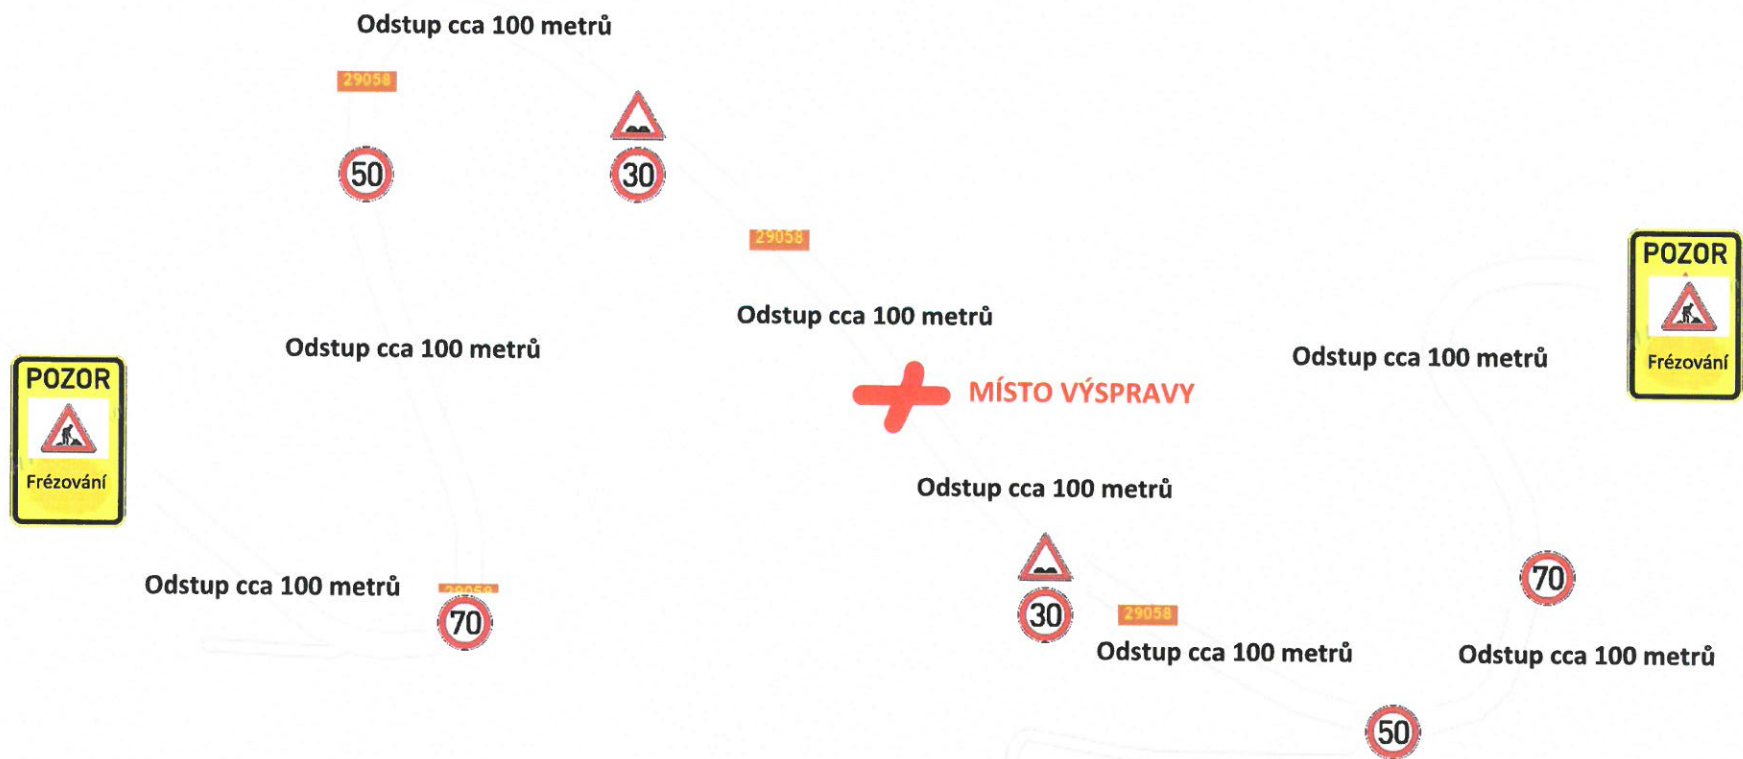 Odstup cca 100 metrů
29058
50
30
29058
Odstup cca 100 metrů
Odstup cca 100 metrů
POZOR
Frézování
Odstup cca 100 metrů
POZOR
Frézování
MÍSTO VÝSPRAVY
Odstup cca 100 metrů
Odstup cca 100 metrů
29058
70
30
29058
70
Odstup cca 100 metrů
Odstup cca 100 metrů
50